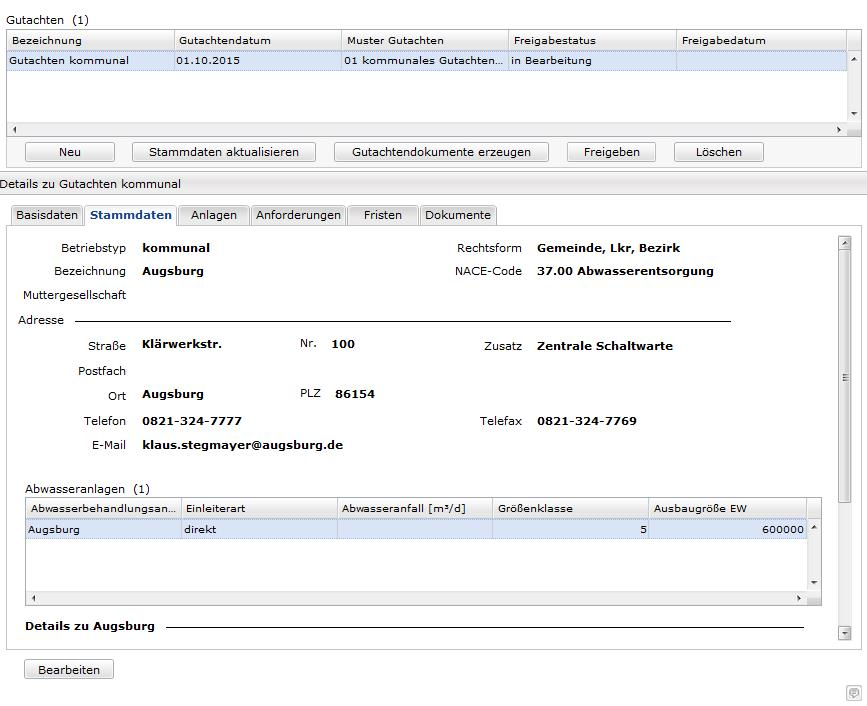 Gutachten (1)
Bezeichnung Gutachtendatum Muster Gutachten Freigabestatus Freigabedatum
Gutachten kommunal 01.10.2015 01 kommunales Gutachten... in Bearbeitung
Neu Stammdaten aktualisieren Gutachtendokumente erzeugen Freigeben Löschen
Details zu Gutachten kommunal
Basisdaten Stammdaten Anlagen Anforderungen Fristen Dokumente
Betriebstyp kommunal Rechtsform Gemeinde, Lkr, Bezirk
Bezeichnung Augsburg NACE-Code 37.00 Abwasserentsorgung
Muttergesellschaft
Adresse
Straße Klärwerkstr. Nr. 100 Zusatz Zentrale Schaltwarte
Postfach
Ort Augsburg PLZ 86154
Telefon 0821-324-7777 Telefax 0821-324-7769
E-Mail klaus.stegmayer@augsburg.de
Abwasseranlagen (1)
Abwasserbehandlungsan... Einleiterart Abwasseranfall [m³/d] Größenklasse Ausbaugröße EW
Augsburg direkt 5 600000
Details zu Augsburg
Bearbeiten